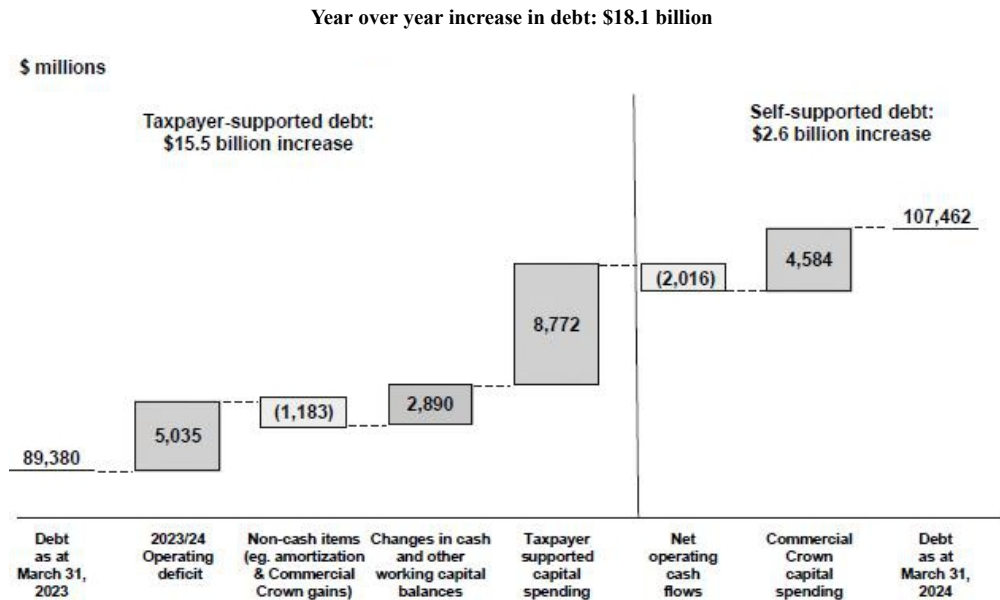 Year over year increase in debt: $18.1 billion
$ millions
Taxpayer-supported debt:
$15.5 billion increase
Self-supported debt:
$2.6 billion increase
89,380
5,035
(1,183)
2,890
8,772
(2,016)
4,584
107,462
Debt
as at
March 31,
2023
2023/24
Operating
deficit
Non-cash items
(eg. amortization
& Commercial
Crown gains)
Changes in cash
and other
working capital
balances
Taxpayer
supported
capital
spending
Net
operating
cash
flows
Commercial
Crown
capital
spending
Debt
as at
March 31,
2024